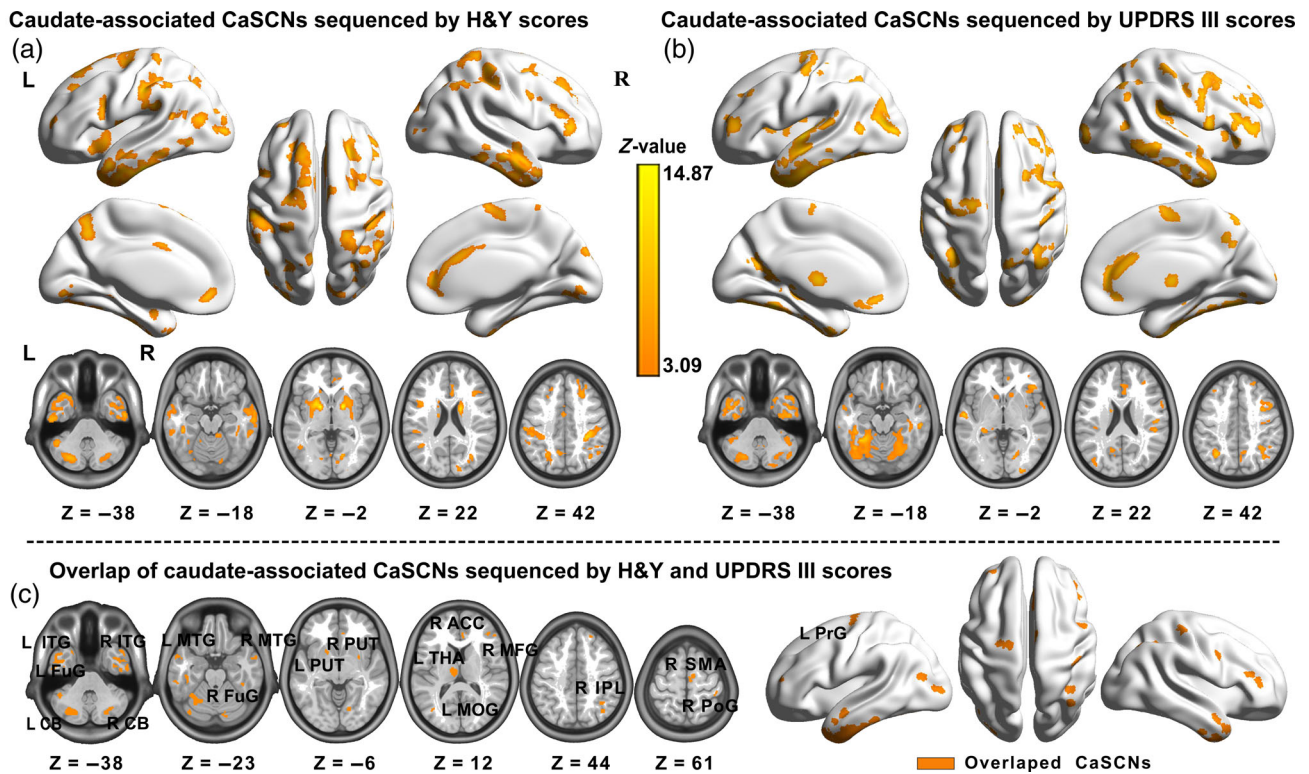 Caudate-associated CaSCNs sequenced by H&Y scores
(a)
L
R
Z-value
14.87
3.09
L R
Z = −38 Z = −18 Z = −2 Z = 22 Z = 42
Caudate-associated CaSCNs sequenced by UPDRS III scores
(b)
Z = −38 Z = −18 Z = −2 Z = 22 Z = 42
Overlap of caudate-associated CaSCNs sequenced by H&Y and UPDRS III scores
(c)
L ITG R ITG
L FuG
L CB R CB
L MTG R MTG
R FuG
R PUT
L PUT
R ACC
R MFG
L THA
L MOG
R IPL
R SMA
R PoG
L PrG
Z = −38 Z = −23 Z = −6 Z = 12 Z = 44 Z = 61
Overlaped CaSCNs